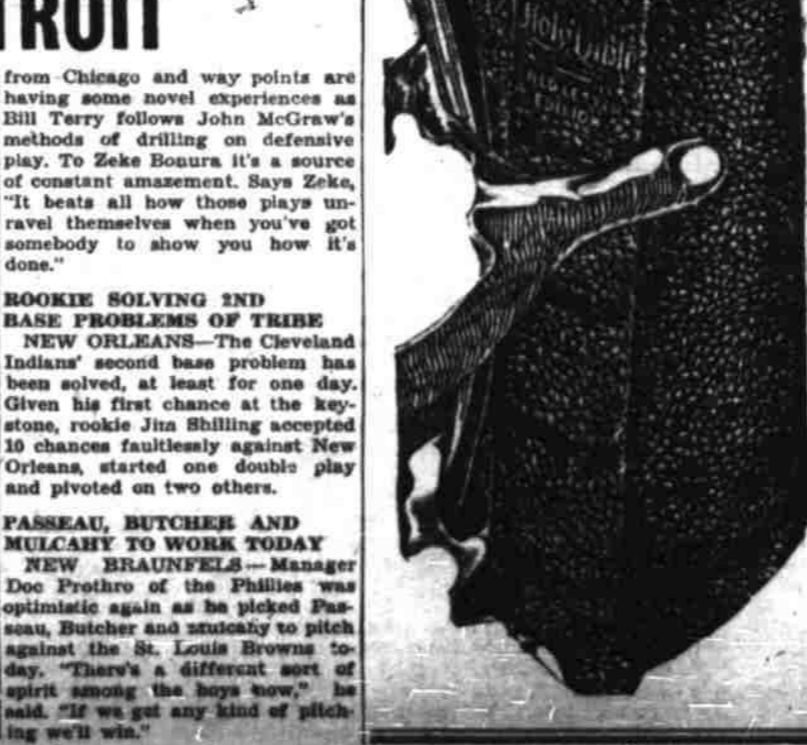 TROIT
from Chicago and way points are
having some novel experiences as
Bill Terry follows John McGraw's
methods of drilling on defensive
play. To Zeke Bonura it's a source
of constant amazement. Says Zeke,
"It beats all how those plays un-
ravel themselves when you've got
somebody to show you how it's
done."
ROOKIE SOLVING 2ND
BASE PROBLEMS OF TRIBE
NEW ORLEANS—The Cleveland
Indians' second base problem has
been solved, at least for one day.
Given his first chance at the key-
stone, rookie Jim Shilling accepted
10 chances faultlessly against New
Orleans, started one double play
and pivoted on two others.
PASSEAU, BUTCHER AND
MULCAHY TO WORK TODAY
NEW BRAUNFELS—Manager
Doc Prothro of the Phillies was
optimistic again as he picked Pas-
seau, Butcher and Mulcahy to pitch
against the St. Louis Browns to-
day. "There's a different sort of
spirit among the boys now," he
said. "If we get any kind of pitch-
ing we'll win."
Holy Bible